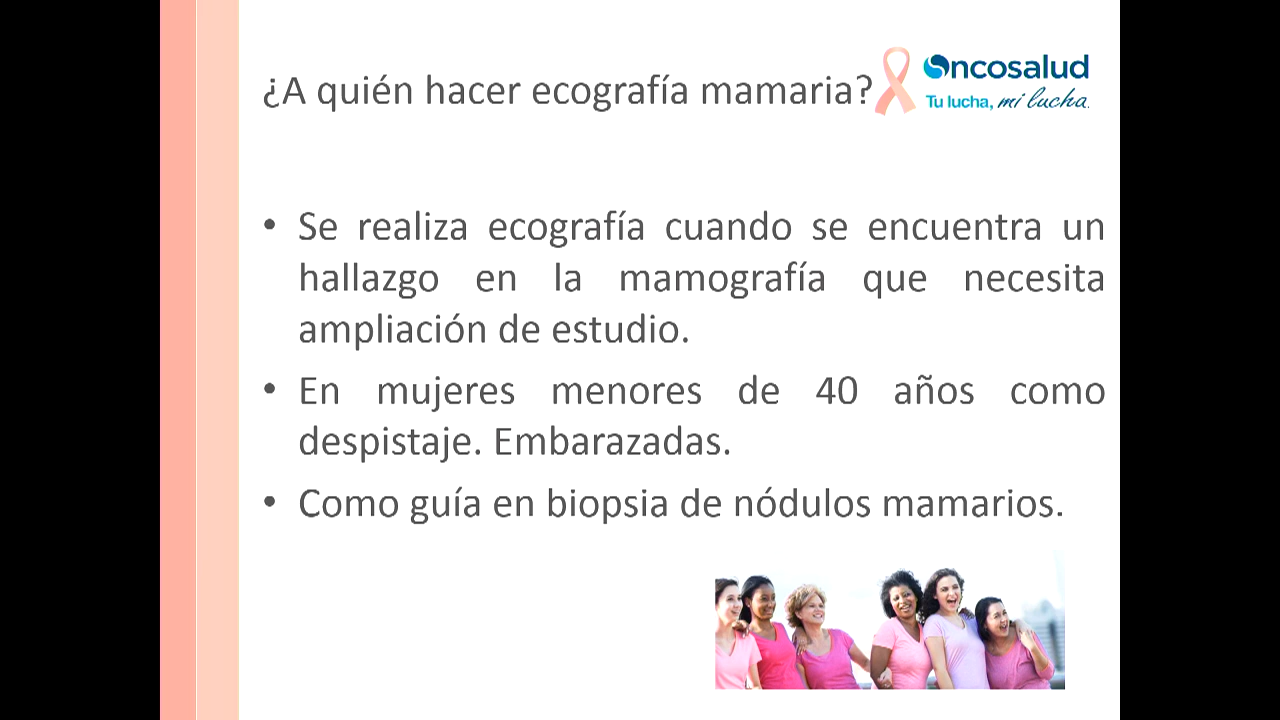 ¿A quién hacer ecografía mamaria?
Oncosalud
Tu lucha, mi lucha.
• Se realiza ecografía cuando se encuentra un
hallazgo en la mamografía que necesita
ampliación de estudio.
• En mujeres menores de 40 años como
despistaje. Embarazadas.
• Como guía en biopsia de nódulos mamarios.